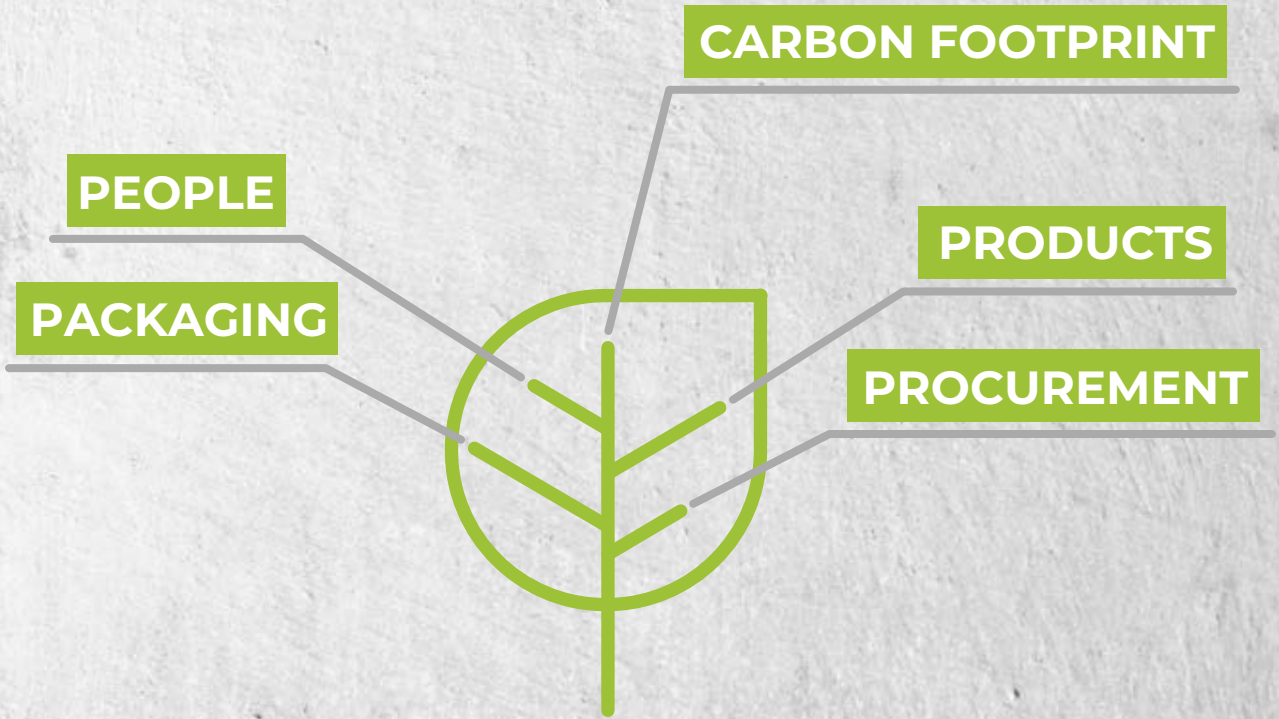 CARBON FOOTPRINT
PEOPLE
PRODUCTS
PACKAGING
PROCUREMENT